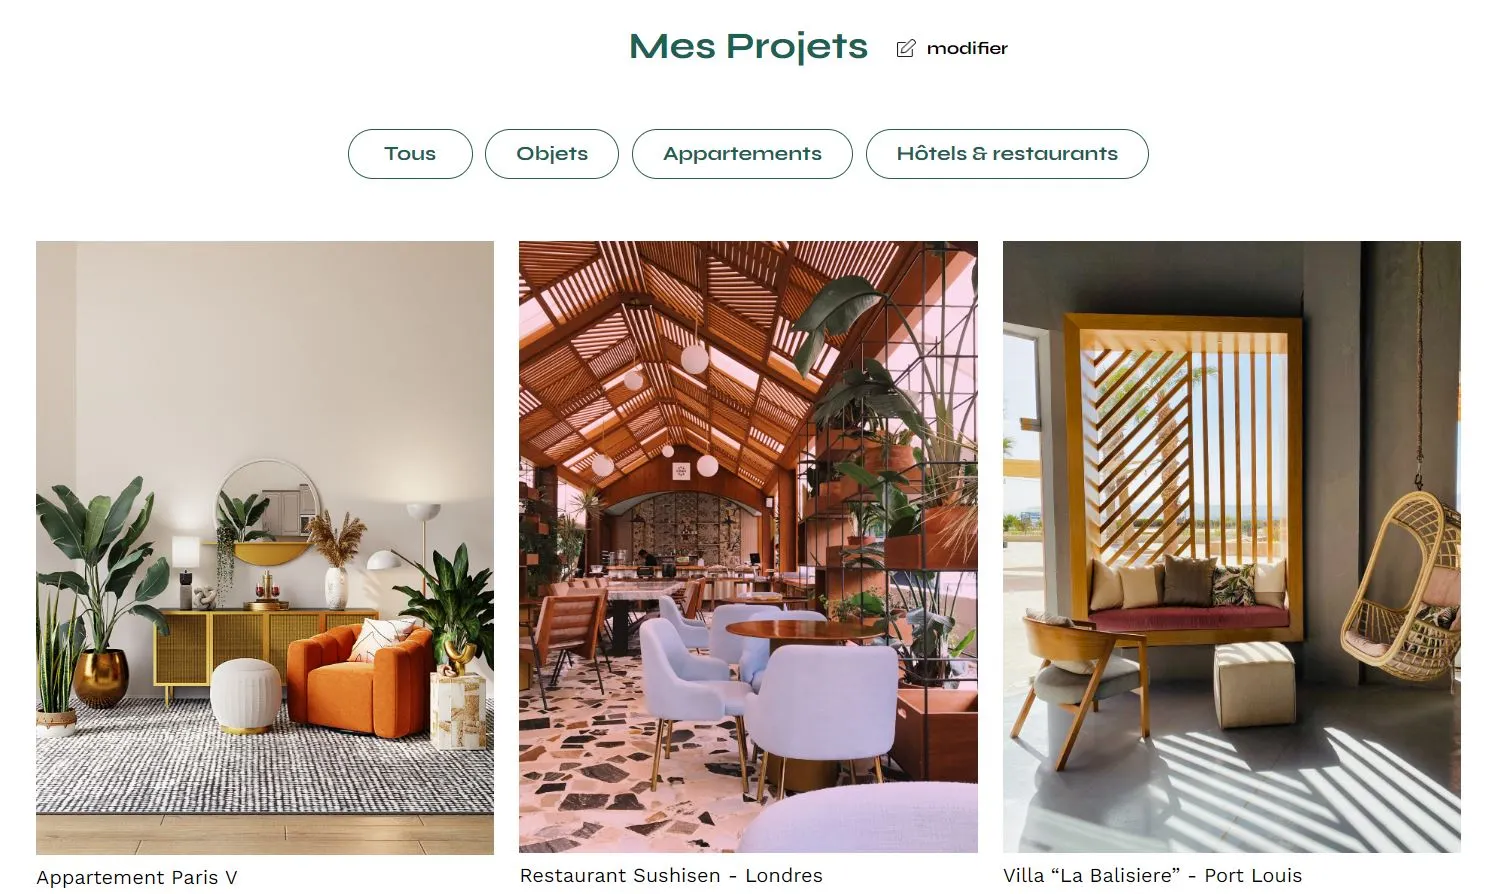 Mes Projets
modifier
Tous
Objets
Appartements
Hôtels & restaurants
Appartement Paris V
Restaurant Sushisen - Londres
Villa “La Balisiere” - Port Louis